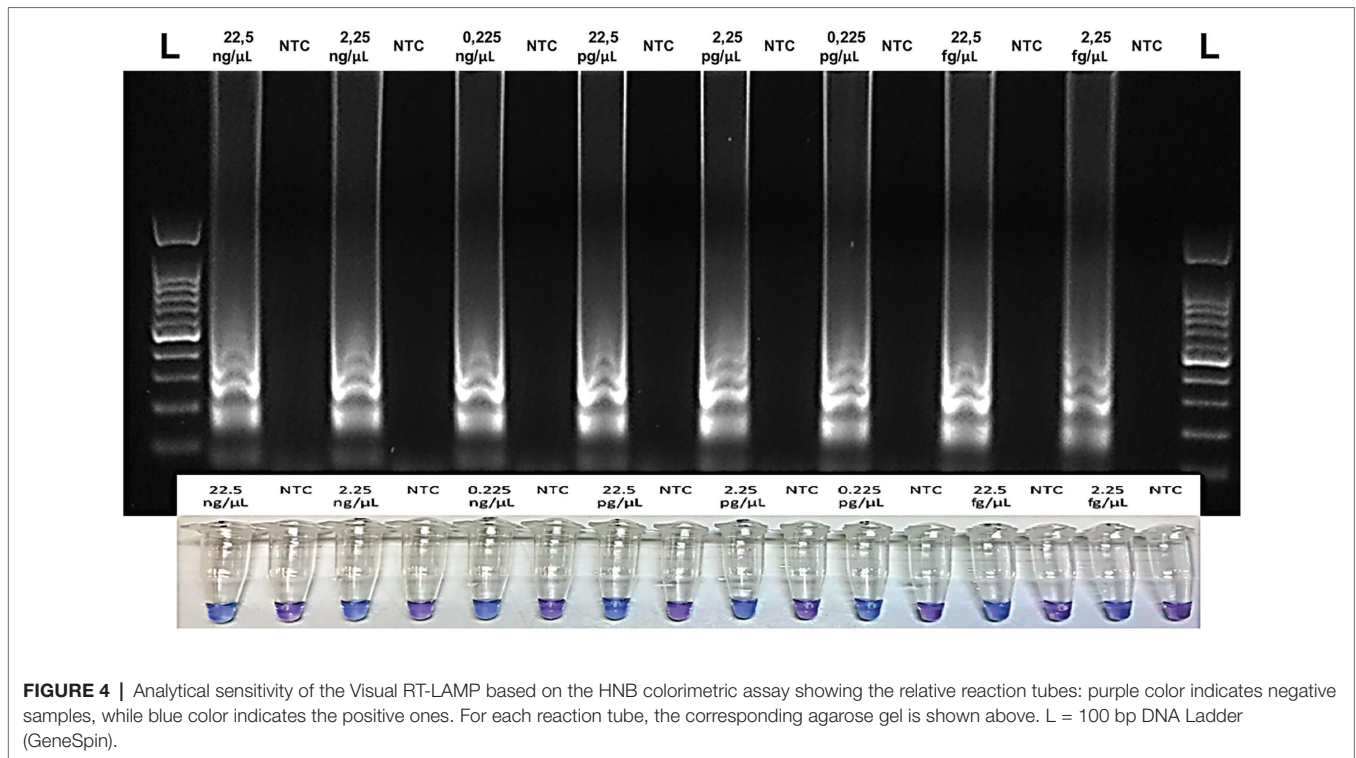 L 22,5 NTC 2,25 NTC 0,225 NTC 22,5 NTC 2,25 NTC 0,225 NTC 22,5 NTC 2,25 NTC L
ng/µL ng/µL ng/µL pg/µL pg/µL pg/µL fg/µL fg/µL
22.5 NTC 2.25 NTC 0.225 NTC 22.5 NTC 2.25 NTC 0.225 NTC 22.5 NTC 2.25 NTC
ng/µL ng/µL ng/µL pg/µL pg/µL pg/µL fg/µL fg/µL
FIGURE 4 | Analytical sensitivity of the Visual RT-LAMP based on the HNB colorimetric assay showing the relative reaction tubes: purple color indicates negative
samples, while blue color indicates the positive ones. For each reaction tube, the corresponding agarose gel is shown above. L = 100 bp DNA Ladder
(GeneSpin).